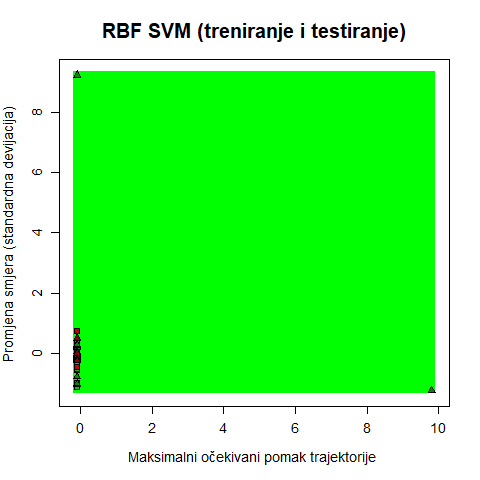 RBF SVM (treniranje i testiranje)
Promjena smjera (standardna devijacija)
8
6
4
2
0
0 2 4 6 8 10
Maksimalni očekivani pomak trajektorije